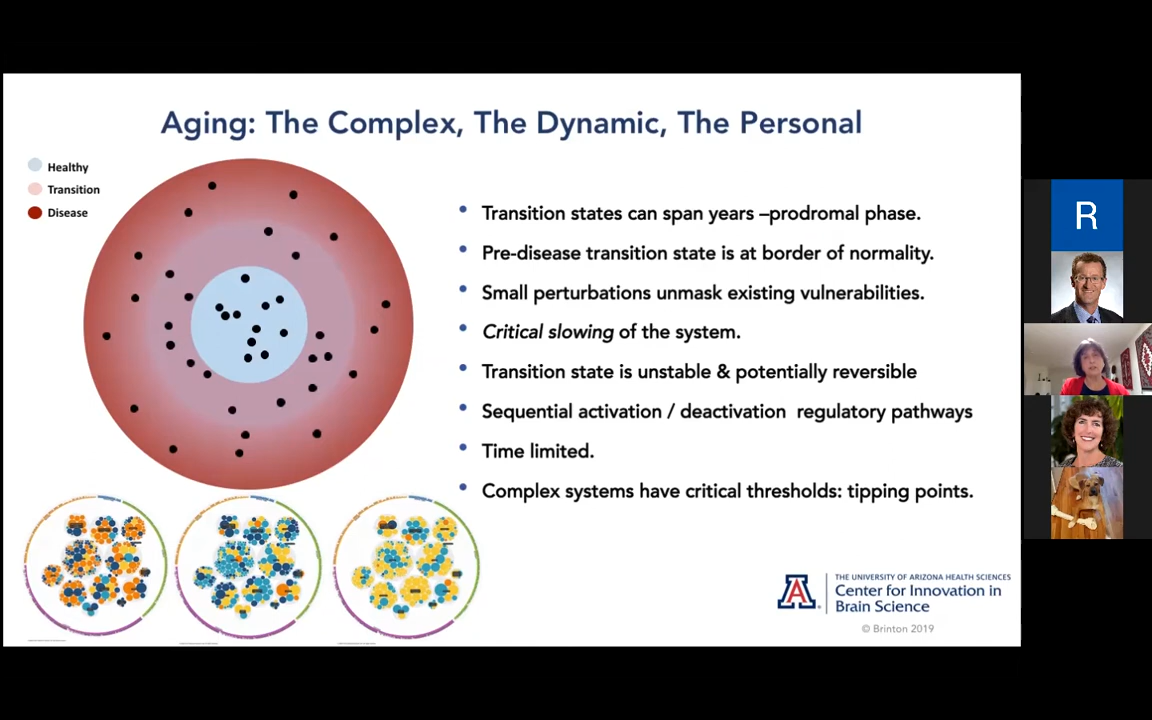 Aging: The Complex, The Dynamic, The Personal
Healthy
Transition
Disease
• Transition states can span years –prodromal phase.
• Pre-disease transition state is at border of normality.
• Small perturbations unmask existing vulnerabilities.
• Critical slowing of the system.
• Transition state is unstable & potentially reversible
• Sequential activation / deactivation regulatory pathways
• Time limited.
• Complex systems have critical thresholds: tipping points.
A
THE UNIVERSITY OF ARIZONA HEALTH SCIENCES
Center for Innovation in
Brain Science
© Brinton 2019
R